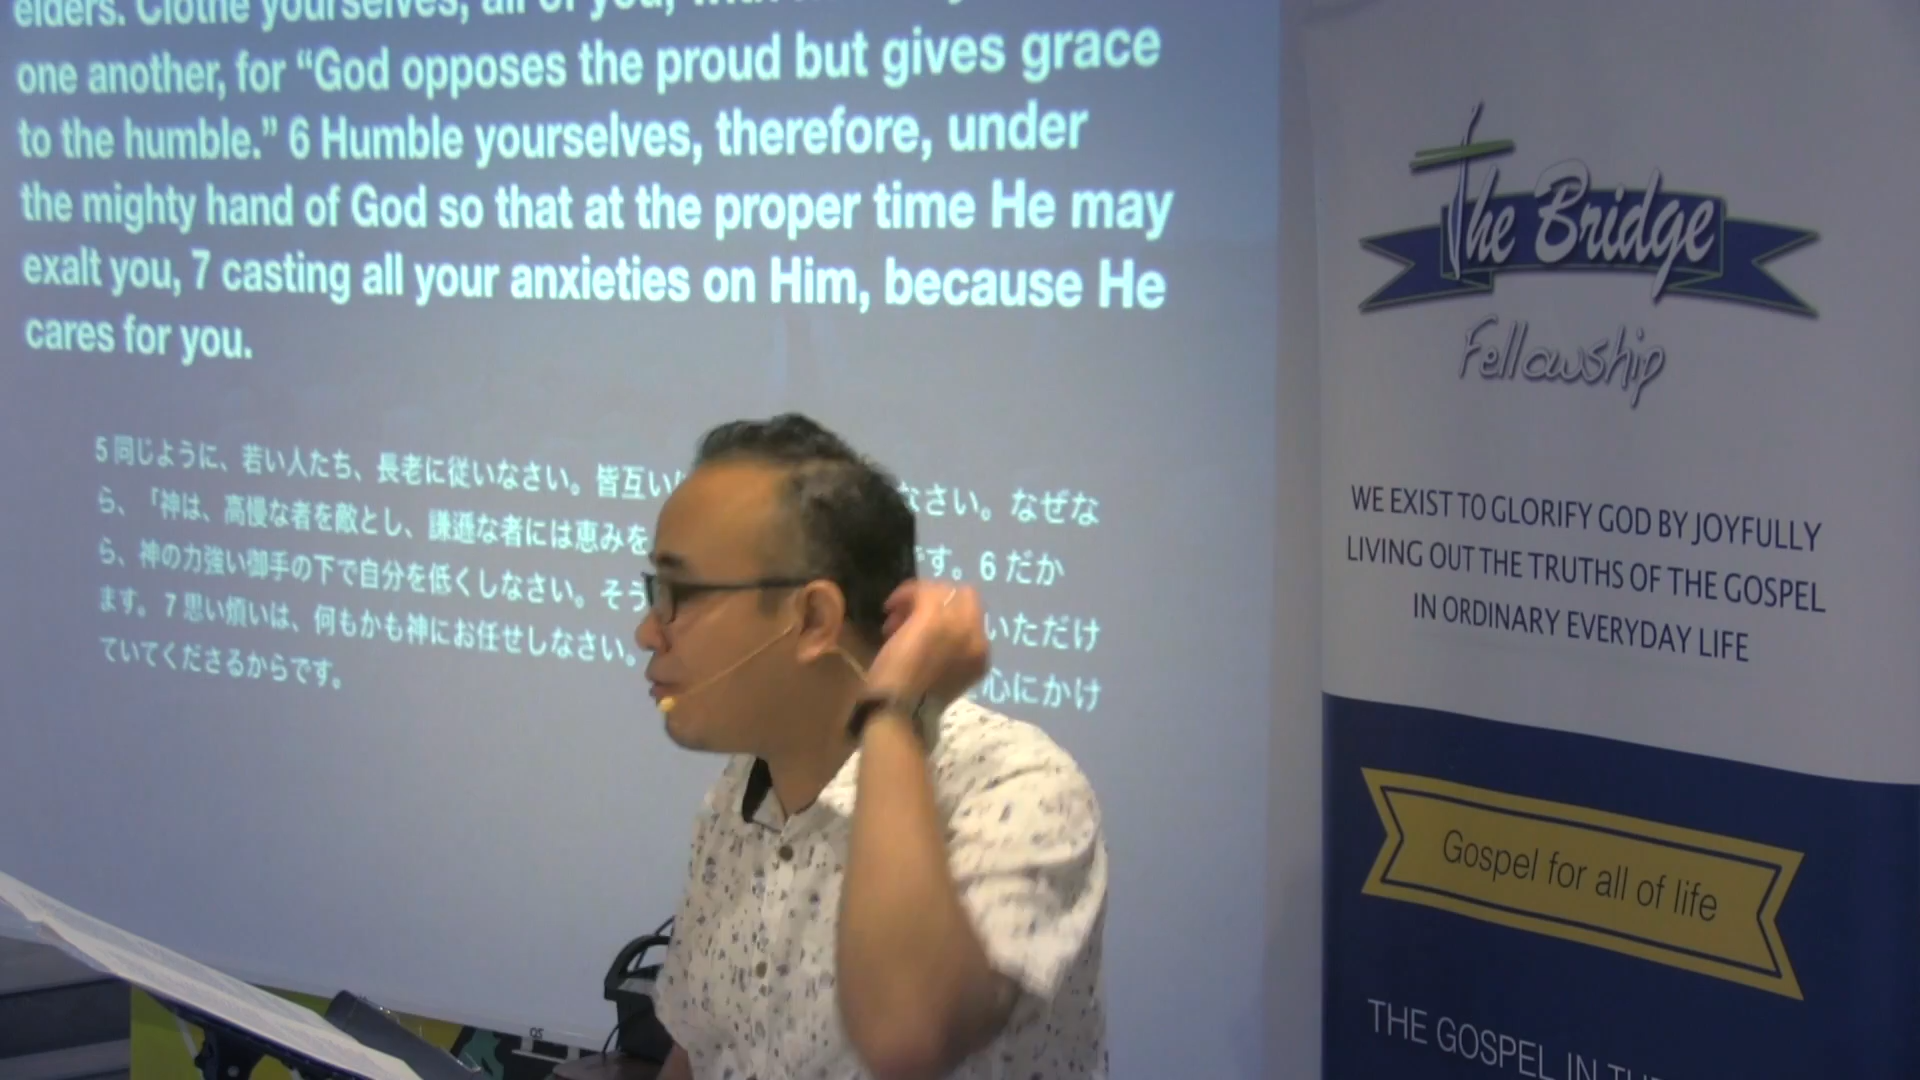 elders. Clothe yourselves, all of you,
one another, for “God opposes the proud but gives grace
to the humble.” 6 Humble yourselves, therefore, under
the mighty hand of God so that at the proper time He may
exalt you, 7 casting all your anxieties on Him, because He
cares for you.
5 同じように、若い人たち、長老に従いなさい。皆互い なさい。なぜな
ら、「神は、高慢な者を敵とし、謙遜な者には恵みを です。6 だか
ら、神の力強い御手の下で自分を低くしなさい。そう いただけ
ます。7 思い煩いは、何もかも神にお任せしなさい。 心にかけ
ていてくださるからです。
The Bridge
Fellowship
WE EXIST TO GLORIFY GOD BY JOYFULLY
LIVING OUT THE TRUTHS OF THE GOSPEL
IN ORDINARY EVERYDAY LIFE
Gospel for all of life
THE GOSPEL IN